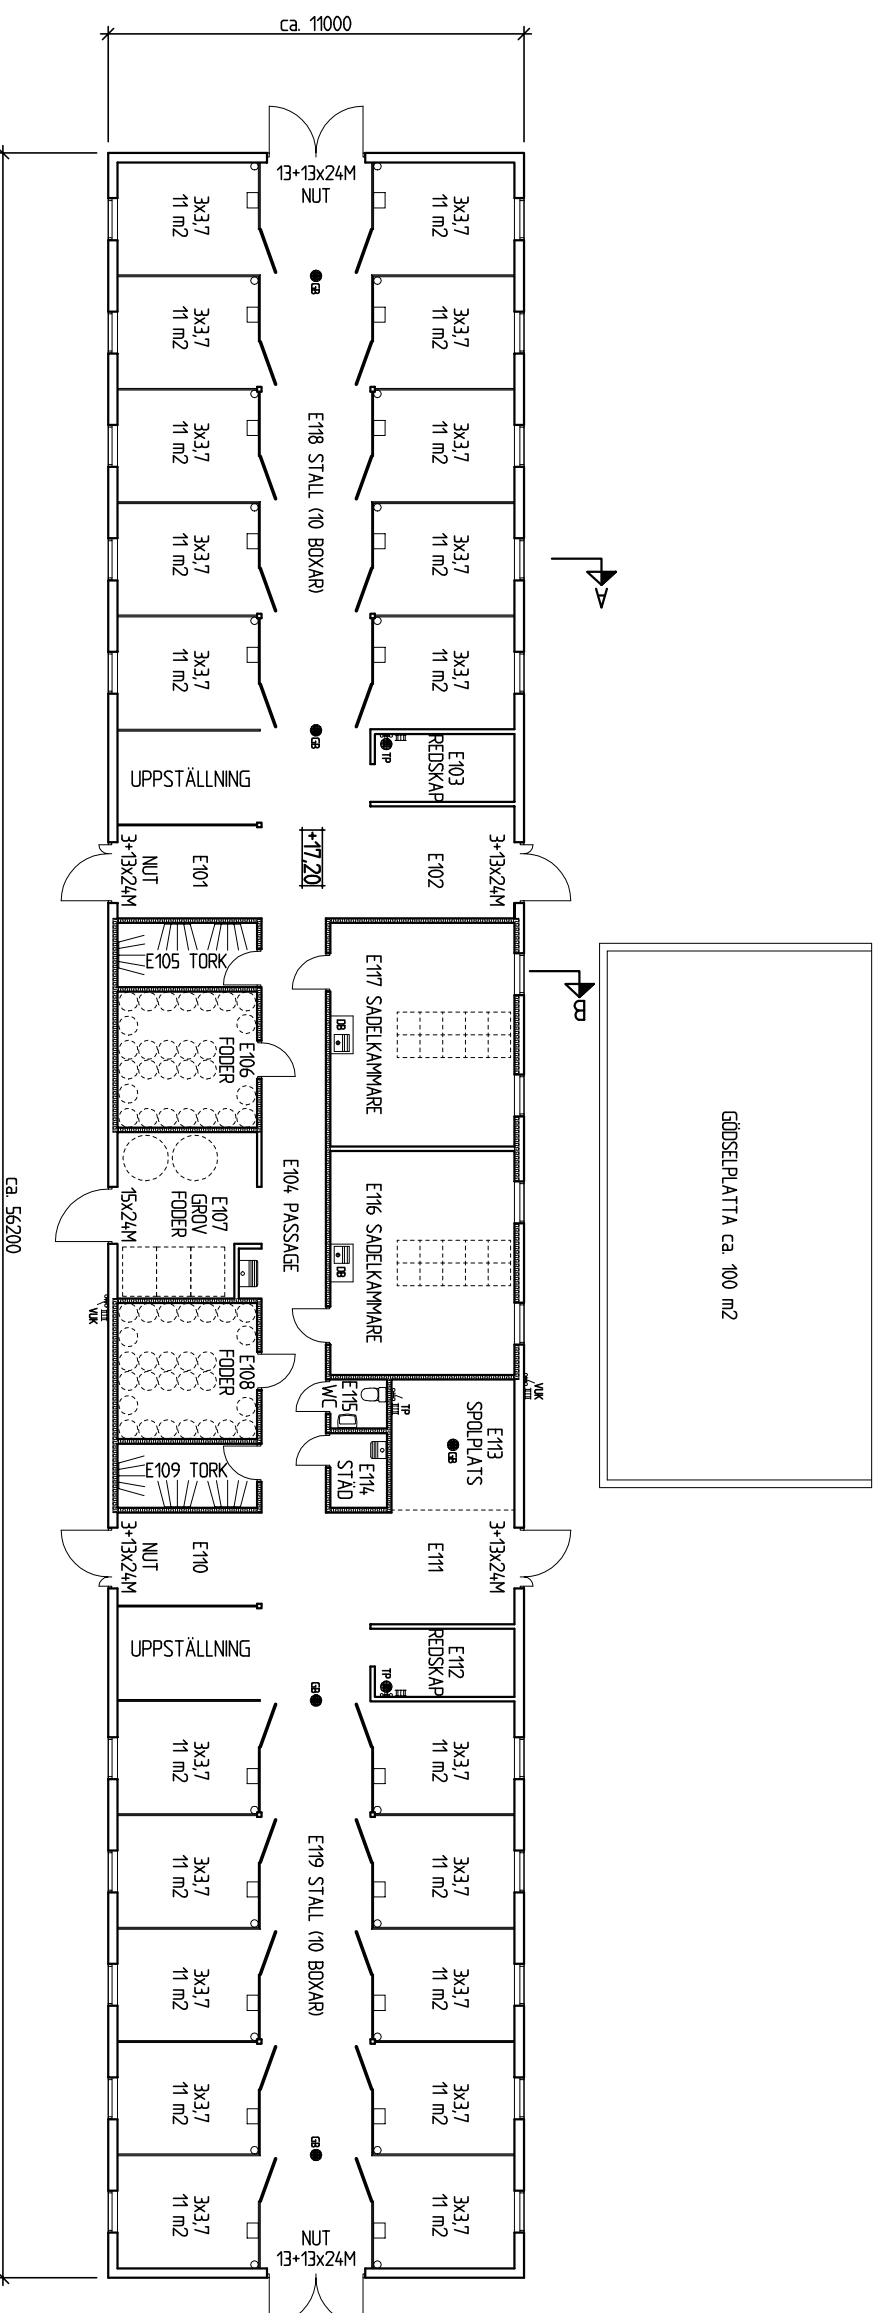 ca. 11000
13+13x24M
NUT
3x3,7
11 m2
3x3,7
11 m2
GB
3x3,7
11 m2
3x3,7
11 m2
3x3,7
11 m2
3x3,7
11 m2
E118 STALL (10 BOXAR)
3x3,7
11 m2
3x3,7
11 m2
A
3x3,7
11 m2
3x3,7
11 m2
GB
TP
E103
REDSKAP
UPPSTÄLLNING
3+13x24M
NUT
E101
+17,20
E102
3+13x24M
E105 TORK
E117 SADELKAMMARE
DB
B
E106
FODER
GÖDSELPLATTA ca. 100 m2
E104 PASSAGE
E107
GROV
FODER
15x24M
E116 SADELKAMMARE
DB
ca. 56200
VUK
E108
FODER
E115
WC
TP
VUK
E113
SPOLPLATS
GB
E114
STÄD
E109 TORK
3+13x24M
NUT
E110
E111
3+13x24M
UPPSTÄLLNING
E112
REDSKAP
TP
GB
3x3,7
11 m2
3x3,7
11 m2
3x3,7
11 m2
3x3,7
11 m2
E119 STALL (10 BOXAR)
3x3,7
11 m2
3x3,7
11 m2
3x3,7
11 m2
3x3,7
11 m2
GB
3x3,7
11 m2
3x3,7
11 m2
NUT
13+13x24M